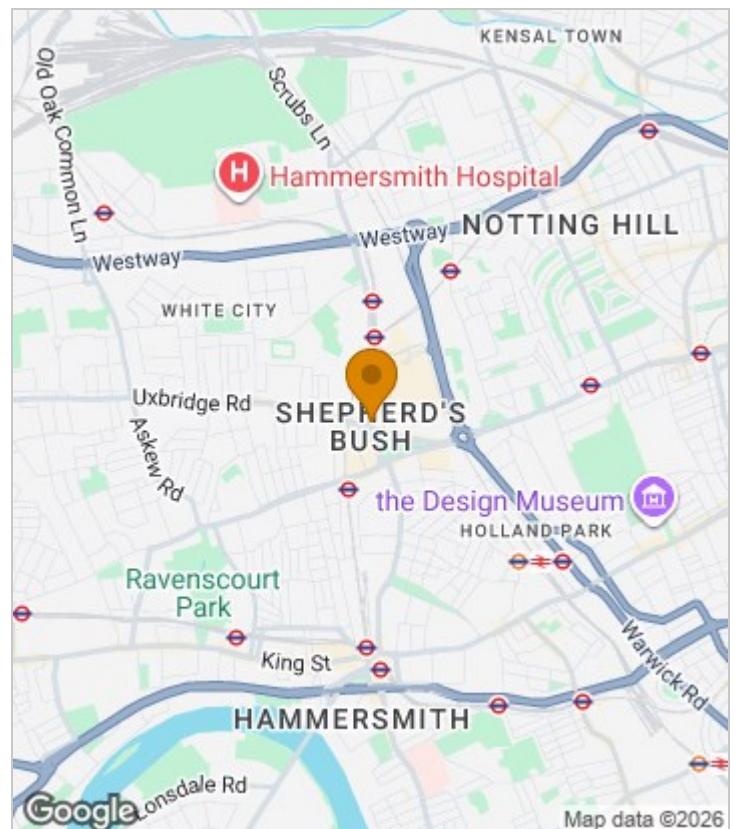 KENSAL TOWN
Old Oak Common Ln
Scrubs Ln
H Hammersmith Hospital
NOTTING HILL
Westway
Westway
WHITE CITY
Uxbridge Rd
SHEPHERD'S
BUSH
Askew Rd
the Design Museum
HOLLAND PARK
Ravenscourt
Park
King St
Warwick Rd
HAMMERSMITH
Lonsdale Rd
Google
Map data ©2026